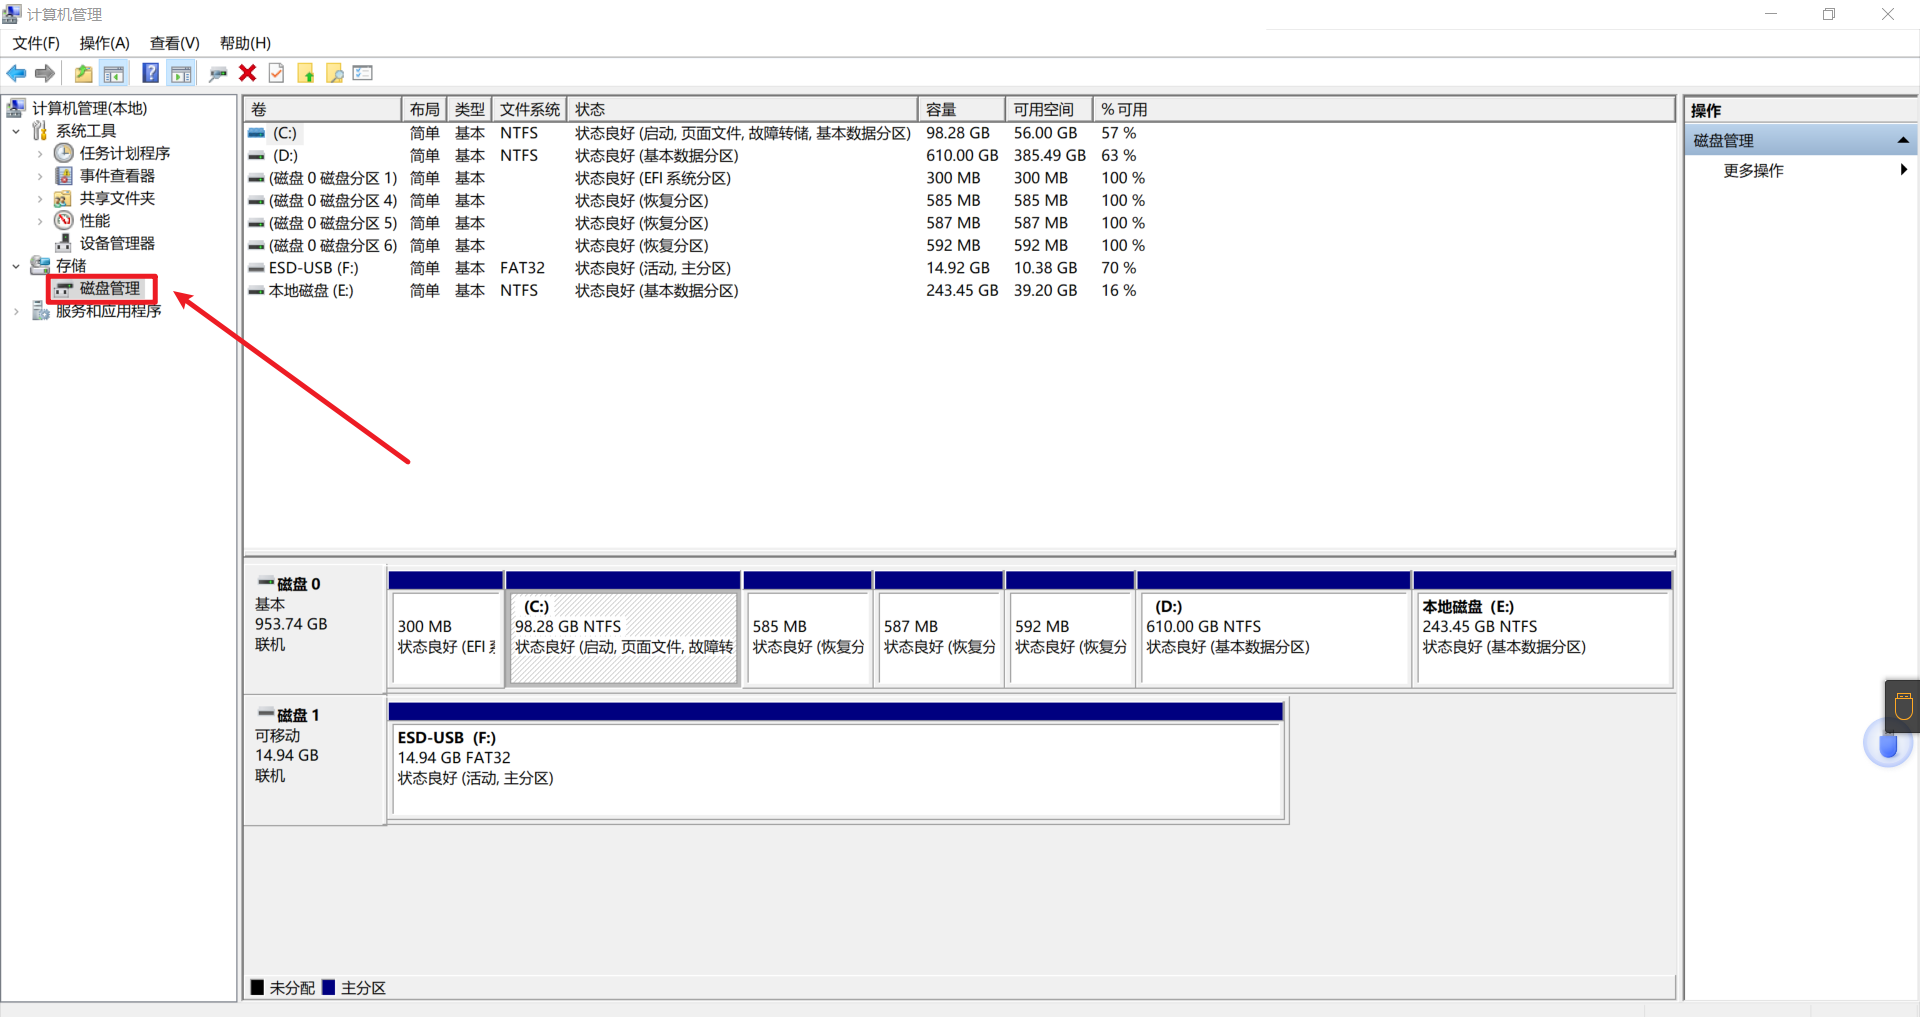 计算机管理
文件(F) 操作(A) 查看(V) 帮助(H)
计算机管理(本地)
系统工具
任务计划程序
事件查看器
共享文件夹
性能
设备管理器
存储
磁盘管理
服务和应用程序
卷 布局 类型 文件系统 状态 容量 可用空间 % 可用
(C:) 简单 基本 NTFS 状态良好 (启动, 页面文件, 故障转储, 基本数据分区) 98.28 GB 56.00 GB 57 %
(D:) 简单 基本 NTFS 状态良好 (基本数据分区) 610.00 GB 385.49 GB 63 %
(磁盘 0 磁盘分区 1) 简单 基本 状态良好 (EFI 系统分区) 300 MB 300 MB 100 %
(磁盘 0 磁盘分区 4) 简单 基本 状态良好 (恢复分区) 585 MB 585 MB 100 %
(磁盘 0 磁盘分区 5) 简单 基本 状态良好 (恢复分区) 587 MB 587 MB 100 %
(磁盘 0 磁盘分区 6) 简单 基本 状态良好 (恢复分区) 592 MB 592 MB 100 %
ESD-USB (F:) 简单 基本 FAT32 状态良好 (活动, 主分区) 14.92 GB 10.38 GB 70 %
本地磁盘 (E:) 简单 基本 NTFS 状态良好 (基本数据分区) 243.45 GB 39.20 GB 16 %
磁盘 0
基本
953.74 GB
联机
300 MB
状态良好 (EFI
(C:)
98.28 GB NTFS
状态良好 (启动, 页面文件, 故障转
585 MB
状态良好 (恢复分
587 MB
状态良好 (恢复分
592 MB
状态良好 (恢复分
(D:)
610.00 GB NTFS
状态良好 (基本数据分区)
本地磁盘 (E:)
243.45 GB NTFS
状态良好 (基本数据分区)
磁盘 1
可移动
14.94 GB
联机
ESD-USB (F:)
14.94 GB FAT32
状态良好 (活动, 主分区)
未分配 主分区
操作
磁盘管理
更多操作